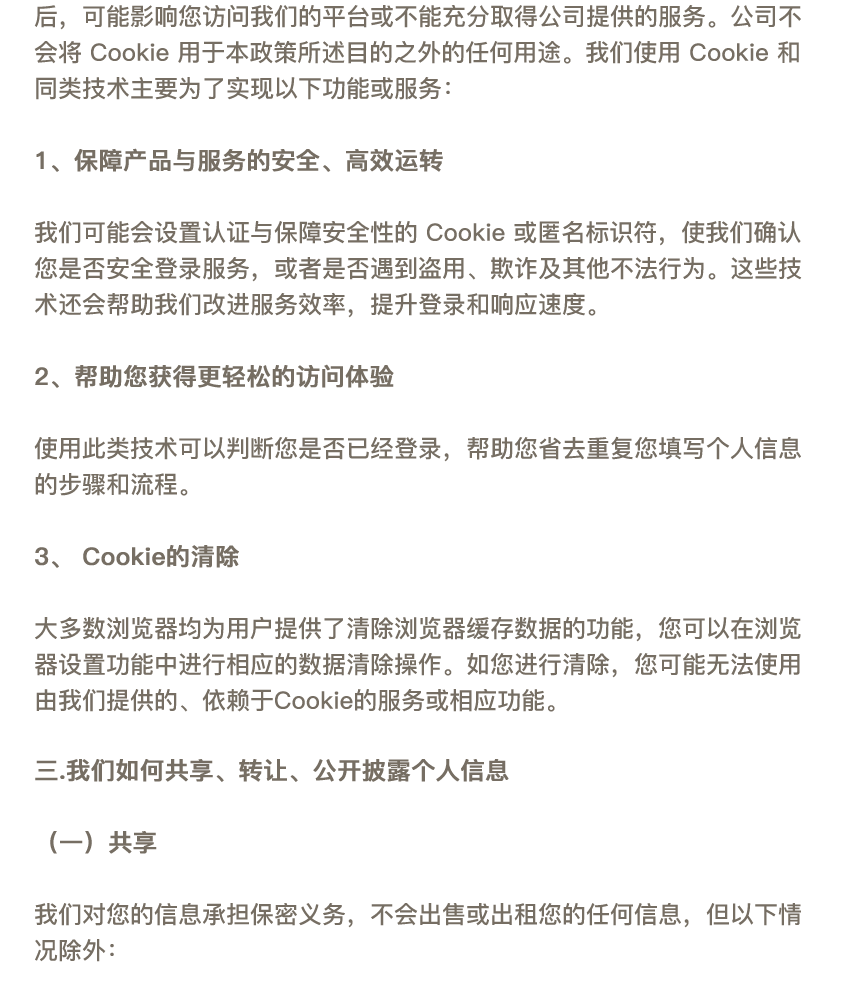 后，可能影响您访问我们的平台或不能充分取得公司提供的服务。公司不
会将 Cookie 用于本政策所述目的之外的任何用途。我们使用 Cookie 和
同类技术主要为了实现以下功能或服务：
1、保障产品与服务的安全、高效运转
我们可能会设置认证与保障安全性的 Cookie 或匿名标识符，使我们确认
您是否安全登录服务，或者是否遇到盗用、欺诈及其他不法行为。这些技
术还会帮助我们改进服务效率，提升登录和响应速度。
2、帮助您获得更轻松的访问体验
使用此类技术可以判断您是否已经登录，帮助您省去重复您填写个人信息
的步骤和流程。
3、 Cookie的清除
大多数浏览器均为用户提供了清除浏览器缓存数据的功能，您可以在浏览
器设置功能中进行相应的数据清除操作。如您进行清除，您可能无法使用
由我们提供的、依赖于Cookie的服务或相应功能。
三.我们如何共享、转让、公开披露个人信息
（一）共享
我们对您的信息承担保密义务，不会出售或出租您的任何信息，但以下情
况除外：